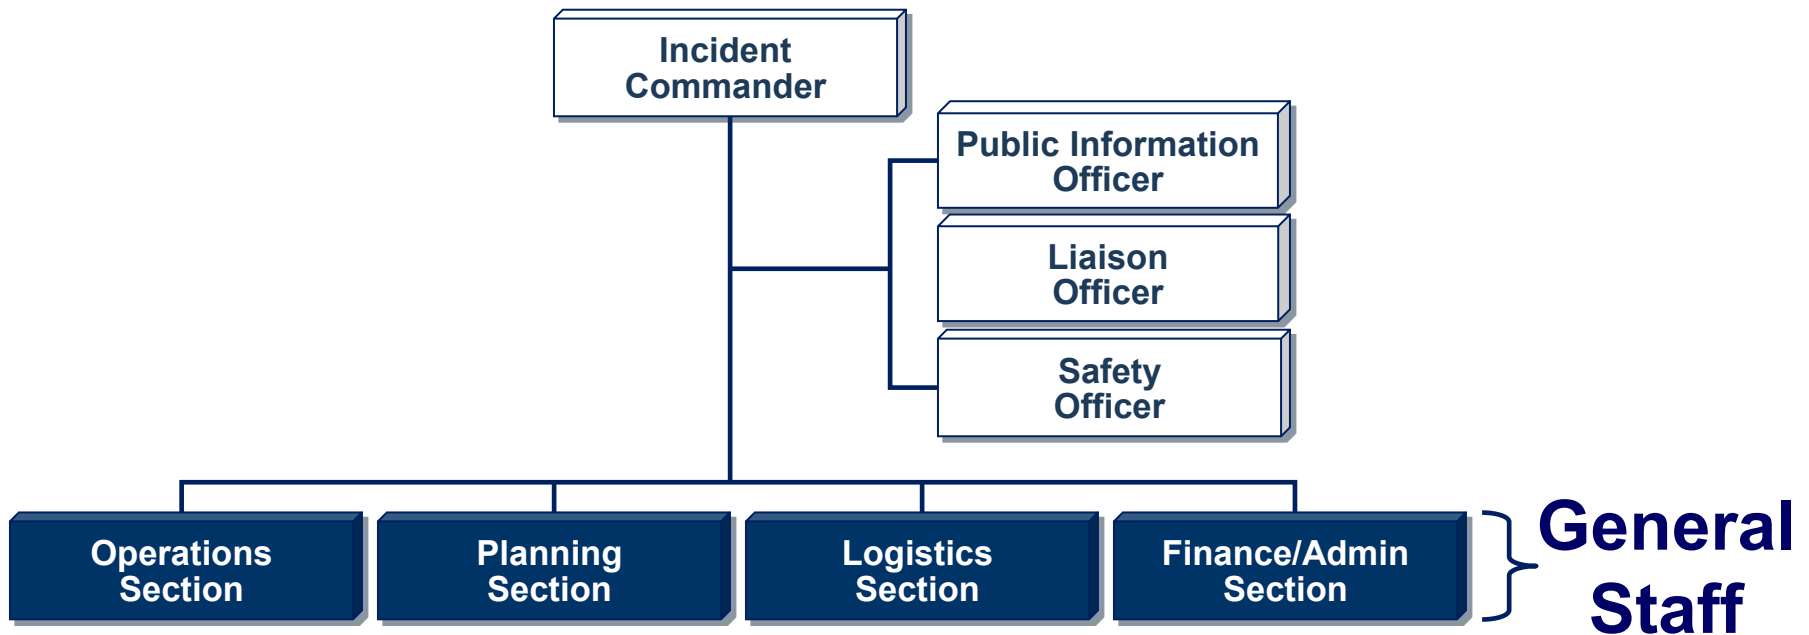 Incident
Commander
Public Information
Officer
Liaison
Officer
Safety
Officer
Operations
Section
Planning
Section
Logistics
Section
Finance/Admin
Section
General
Staff